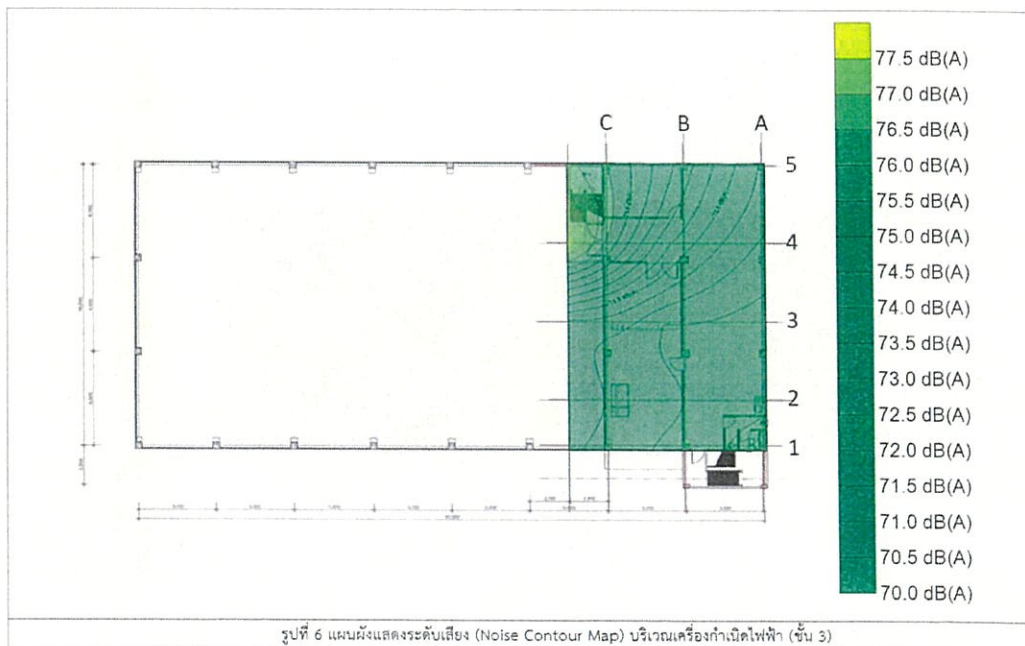 77.5 dB(A)
77.0 dB(A)
76.5 dB(A)
76.0 dB(A)
75.5 dB(A)
75.0 dB(A)
74.5 dB(A)
74.0 dB(A)
73.5 dB(A)
73.0 dB(A)
72.5 dB(A)
72.0 dB(A)
71.5 dB(A)
71.0 dB(A)
70.5 dB(A)
70.0 dB(A)
C B A
5
4
3
2
1
รูปที่ 6 แผนผังแสดงระดับเสียง (Noise Contour Map) บริเวณเครื่องกำเนิดไฟฟ้า (ชั้น 3)